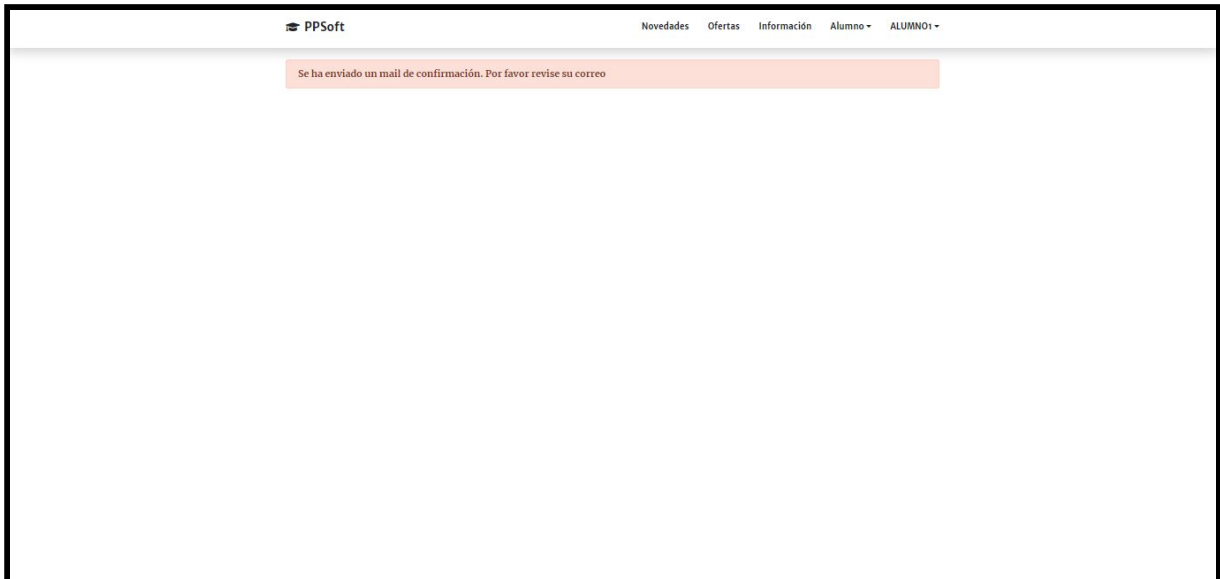 PPSoft Novedades Ofertas Información Alumno ALUMNO1
Se ha enviado un mail de confirmación. Por favor revise su correo